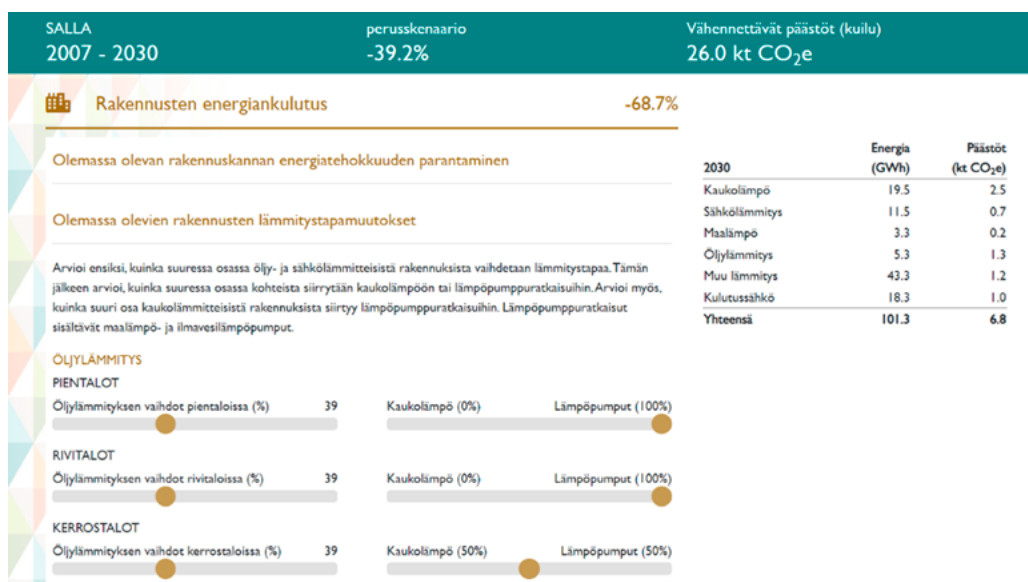 SALLA
2007 - 2030
perusskenaario
-39.2%
Vähennettävät päästöt (kuilu)
26.0 kt CO₂e
Rakennusten energiankulutus -68.7%
Olemassa olevan rakennuskannan energiatehokkuuden parantaminen
Olemassa olevien rakennusten lämmitystapamuutokset
Arvioi ensiksi, kuinka suuressa osassa öljy- ja sähkölämmitteisistä rakennuksista vaihdetaan lämmitystapaa. Tämän
jälkeen arvioi, kuinka suuressa osassa kohteista siirrytään kaukolämpöön tai lämpöpumppuratkaisuihin. Arvioi myös,
kuinka suuri osa kaukolämmitteisistä rakennuksista siirtyy lämpöpumppuratkaisuihin. Lämpöpumppuratkaisut
sisältävät maalämpö- ja ilmavesilämpöpumput.
ÖLJYLÄMMITYS
PIENTALOT
Öljylämmityksen vaihdot pientaloissa (%) 39 Kaukolämpö (0%) Lämpöpumput (100%)
RIVITALOT
Öljylämmityksen vaihdot rivitaloissa (%) 39 Kaukolämpö (0%) Lämpöpumput (100%)
KERROSTALOT
Öljylämmityksen vaihdot kerrostaloissa (%) 39 Kaukolämpö (50%) Lämpöpumput (50%)
Energia Päästöt
2030 (GWh) (kt CO₂e)
Kaukolämpö 19.5 2.5
Sähkölämmitys 11.5 0.7
Maalämpö 3.3 0.2
Öljylämmitys 5.3 1.3
Muu lämmitys 43.3 1.2
Kulutussähkö 18.3 1.0
Yhteensä 101.3 6.8